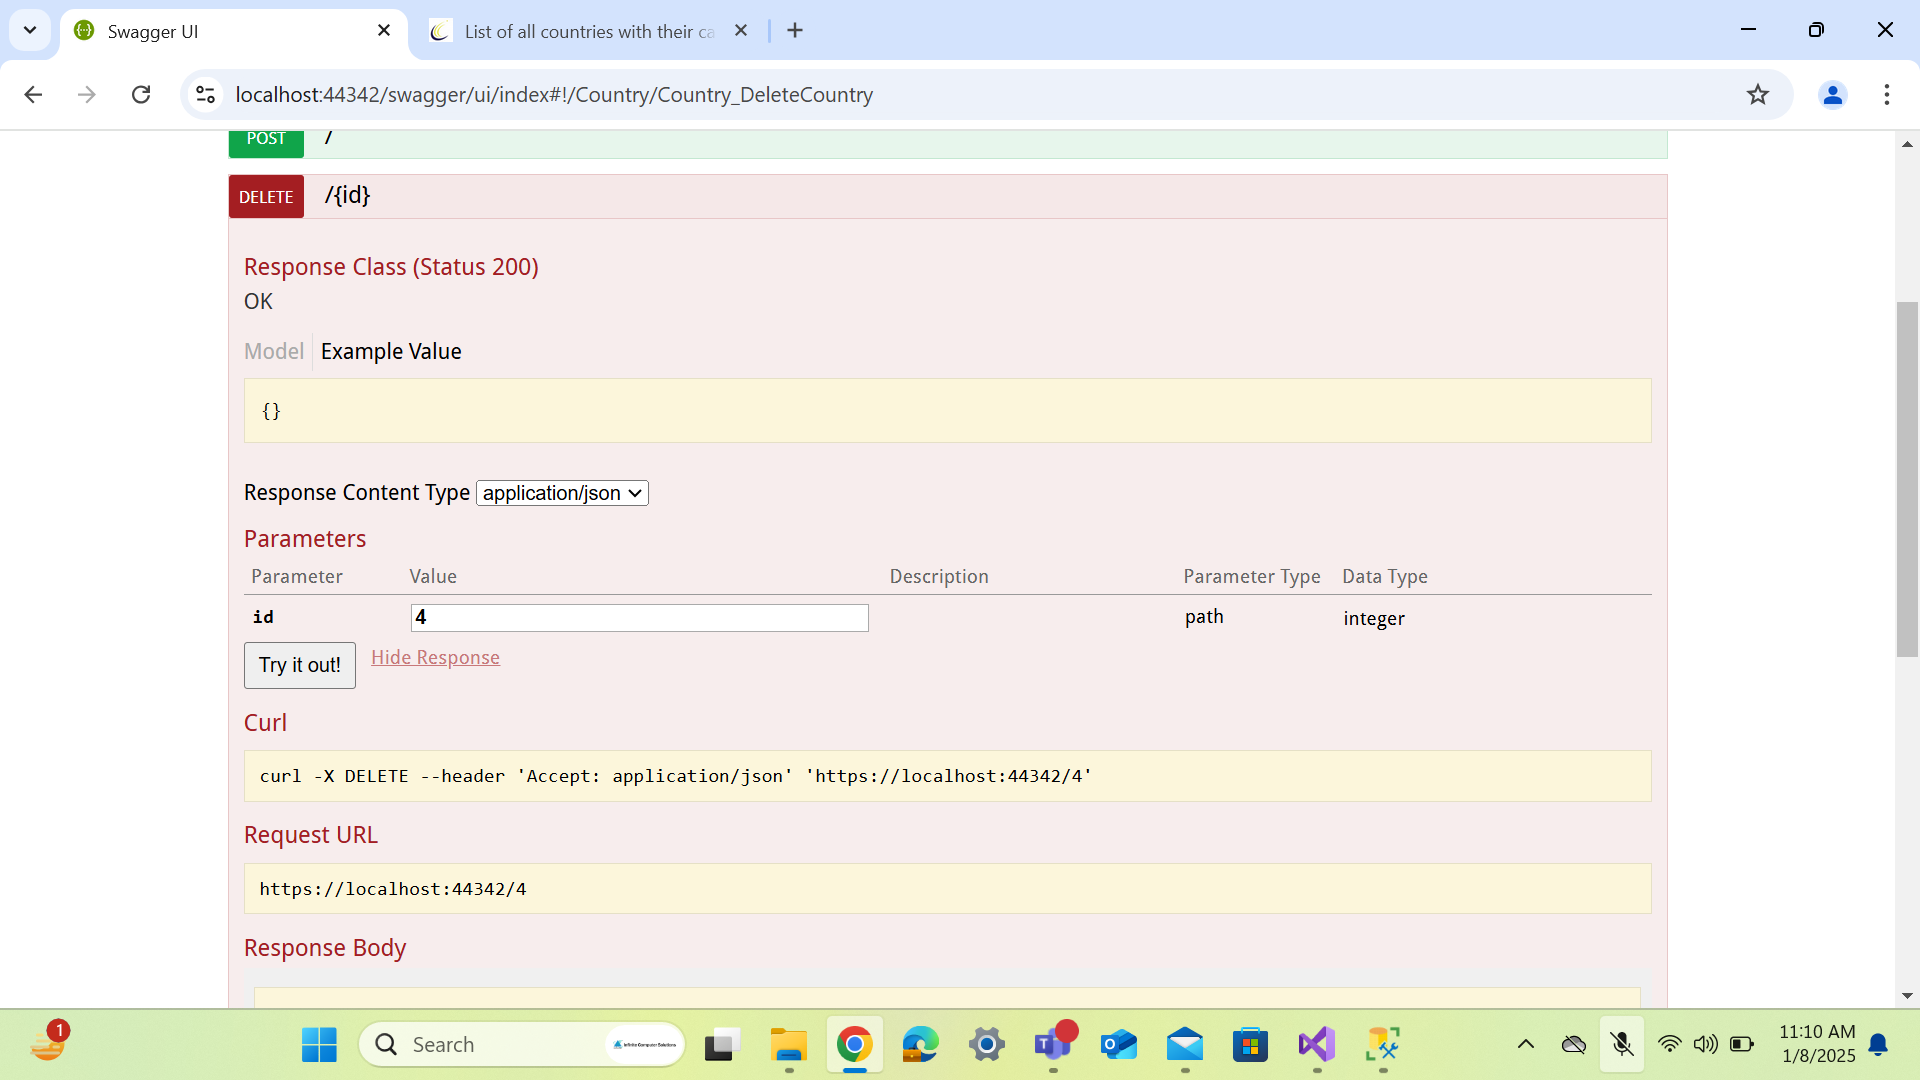 Swagger UI
List of all countries with their ca
localhost:44342/swagger/ui/index#!/Country/Country_DeleteCountry
POST /
DELETE /{id}
Response Class (Status 200)
OK
Model Example Value
{}
Response Content Type application/json
Parameters
Parameter Value Description Parameter Type Data Type
id 4 path integer
Try it out! Hide Response
Curl
curl -X DELETE --header 'Accept: application/json' 'https://localhost:44342/4'
Request URL
https://localhost:44342/4
Response Body
1
Search
Infinite Computer Solutions
11:10 AM
1/8/2025